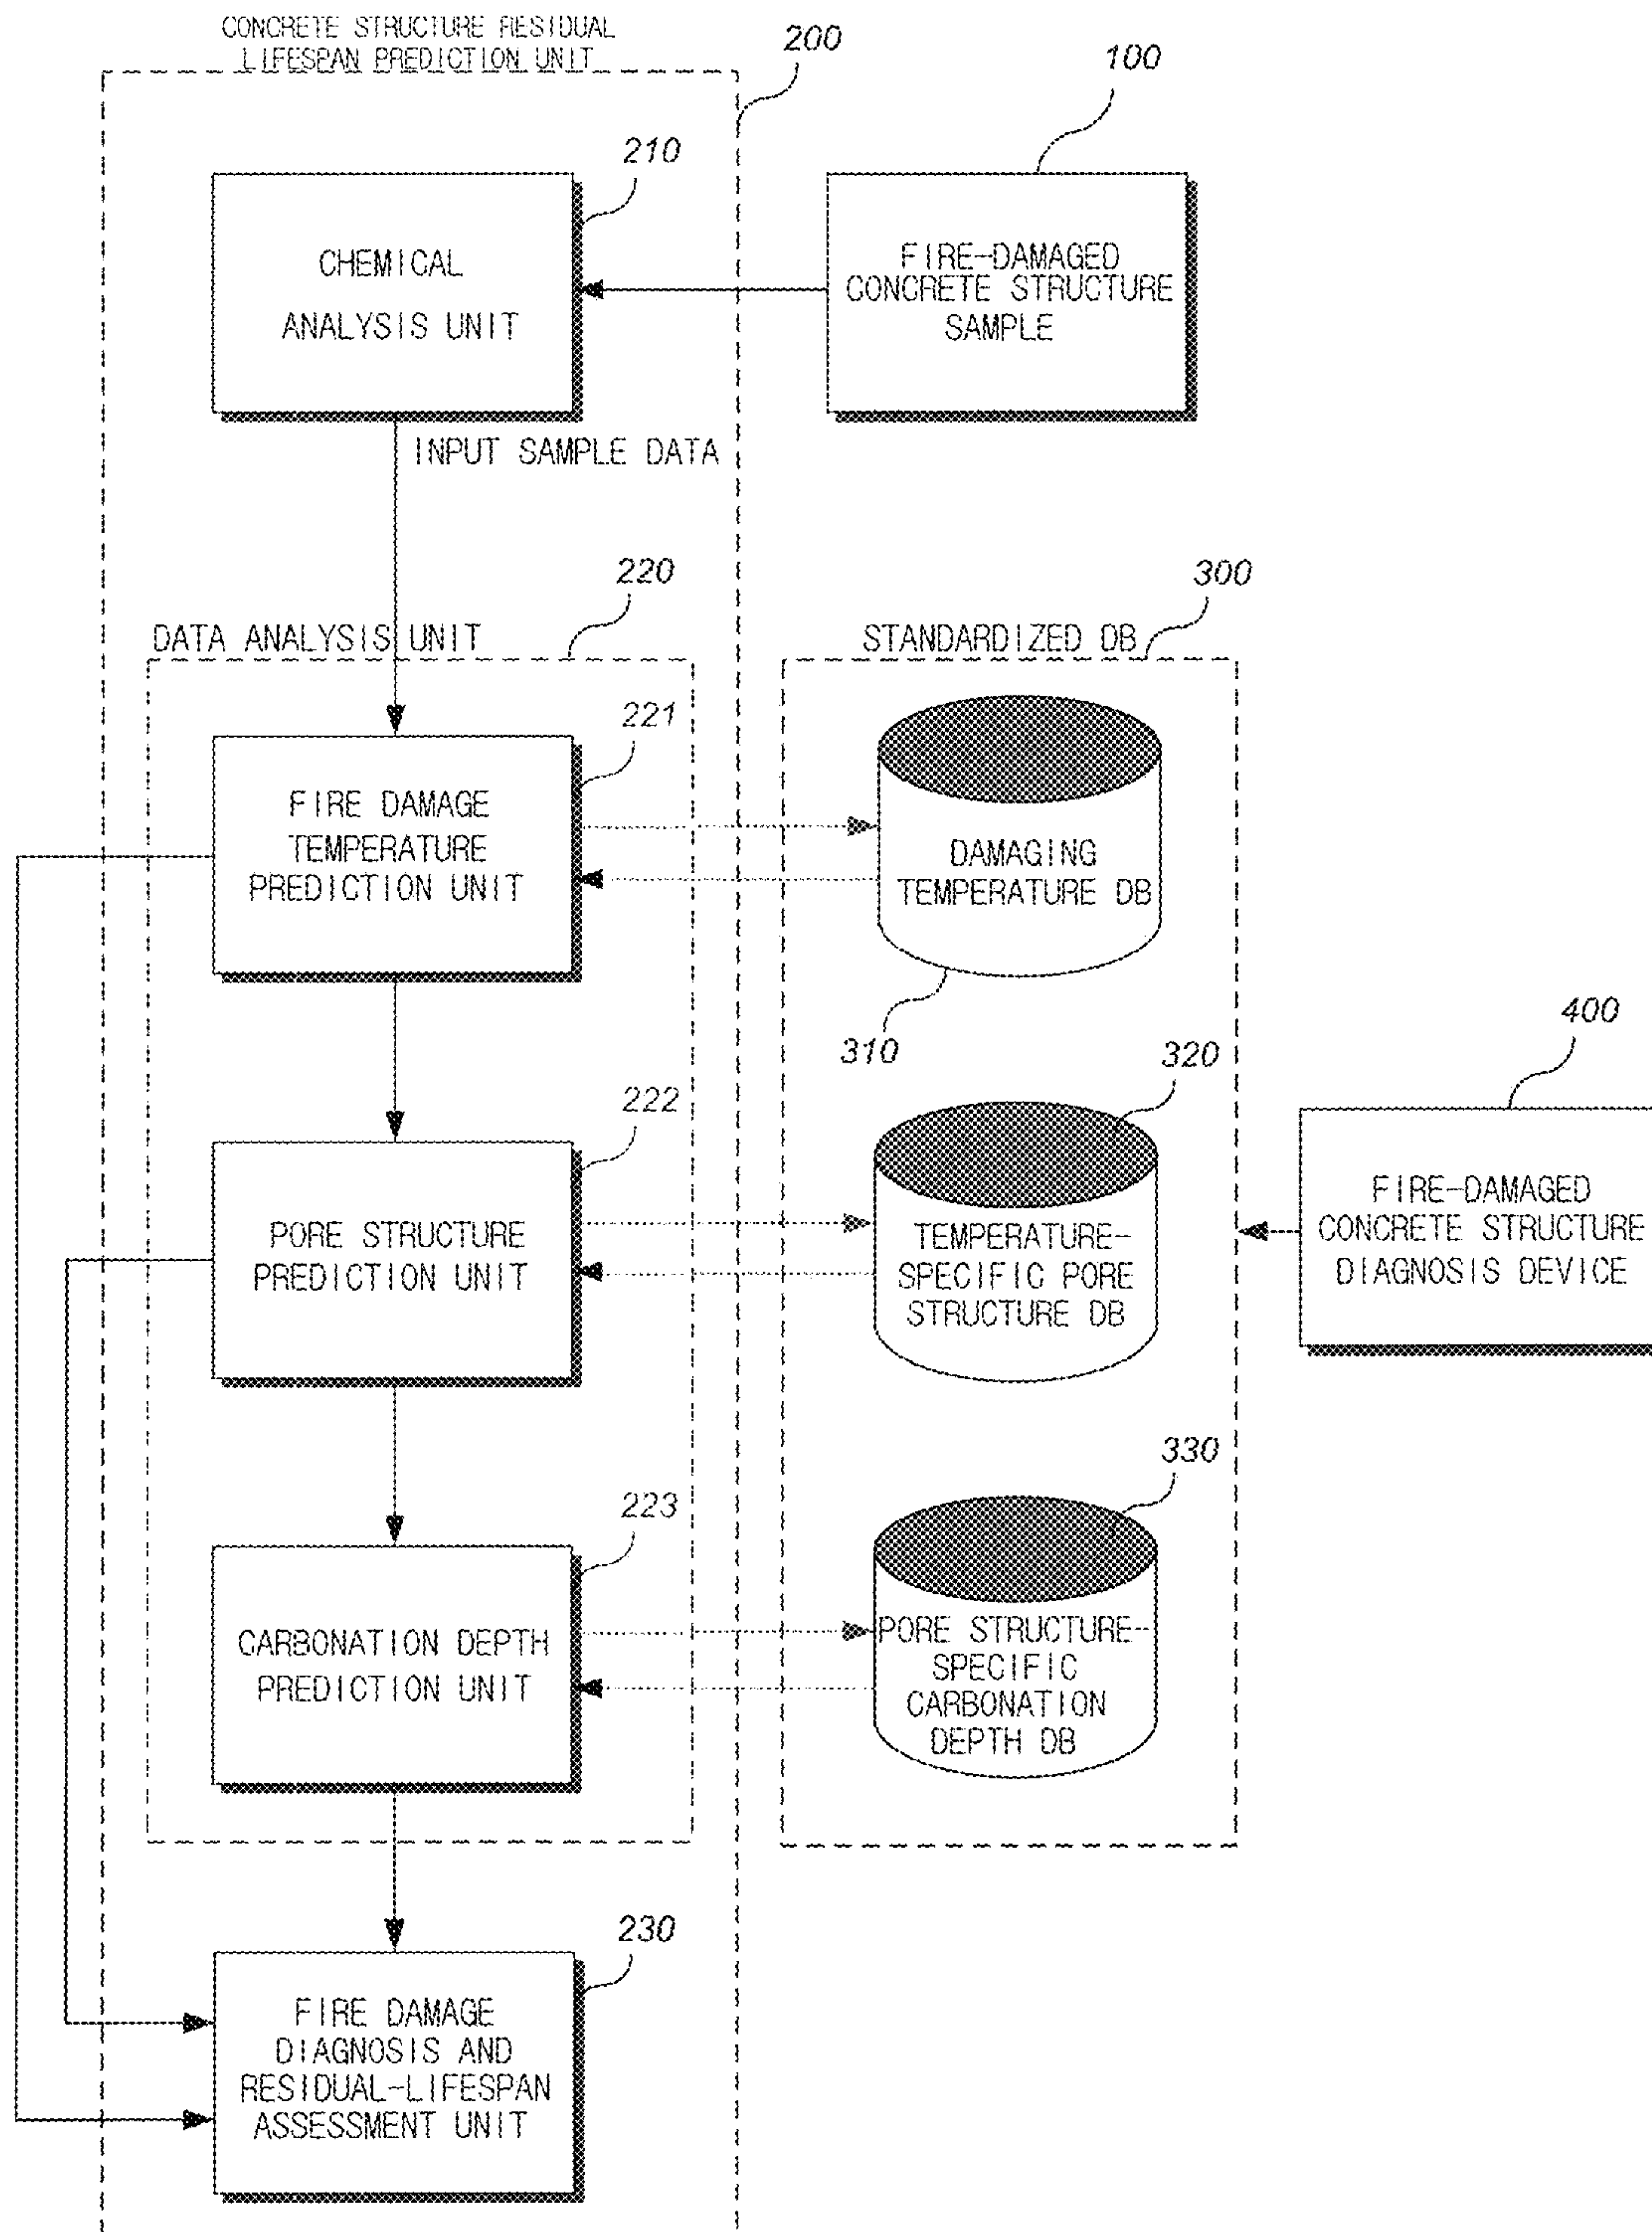 CONCRETE STRUCTURE RESIDUAL
LIFESPAN PREDICTION UNIT
200
100
210
CHEMICAL
ANALYSIS UNIT
FIRE-DAMAGED
CONCRETE STRUCTURE
SAMPLE
INPUT SAMPLE DATA
220
300
DATA ANALYSIS UNIT
STANDARDIZED DB
221
FIRE DAMAGE
TEMPERATURE
PREDICTION UNIT
DAMAGING
TEMPERATURE DB
310
320
400
222
PORE STRUCTURE
PREDICTION UNIT
TEMPERATURE-
SPECIFIC PORE
STRUCTURE DB
FIRE-DAMAGED
CONCRETE STRUCTURE
DIAGNOSIS DEVICE
330
223
CARBONATION DEPTH
PREDICTION UNIT
PORE STRUCTURE-
SPECIFIC
CARBONATION
DEPTH DB
230
FIRE DAMAGE
DIAGNOSIS AND
RESIDUAL-LIFESPAN
ASSESSMENT UNIT